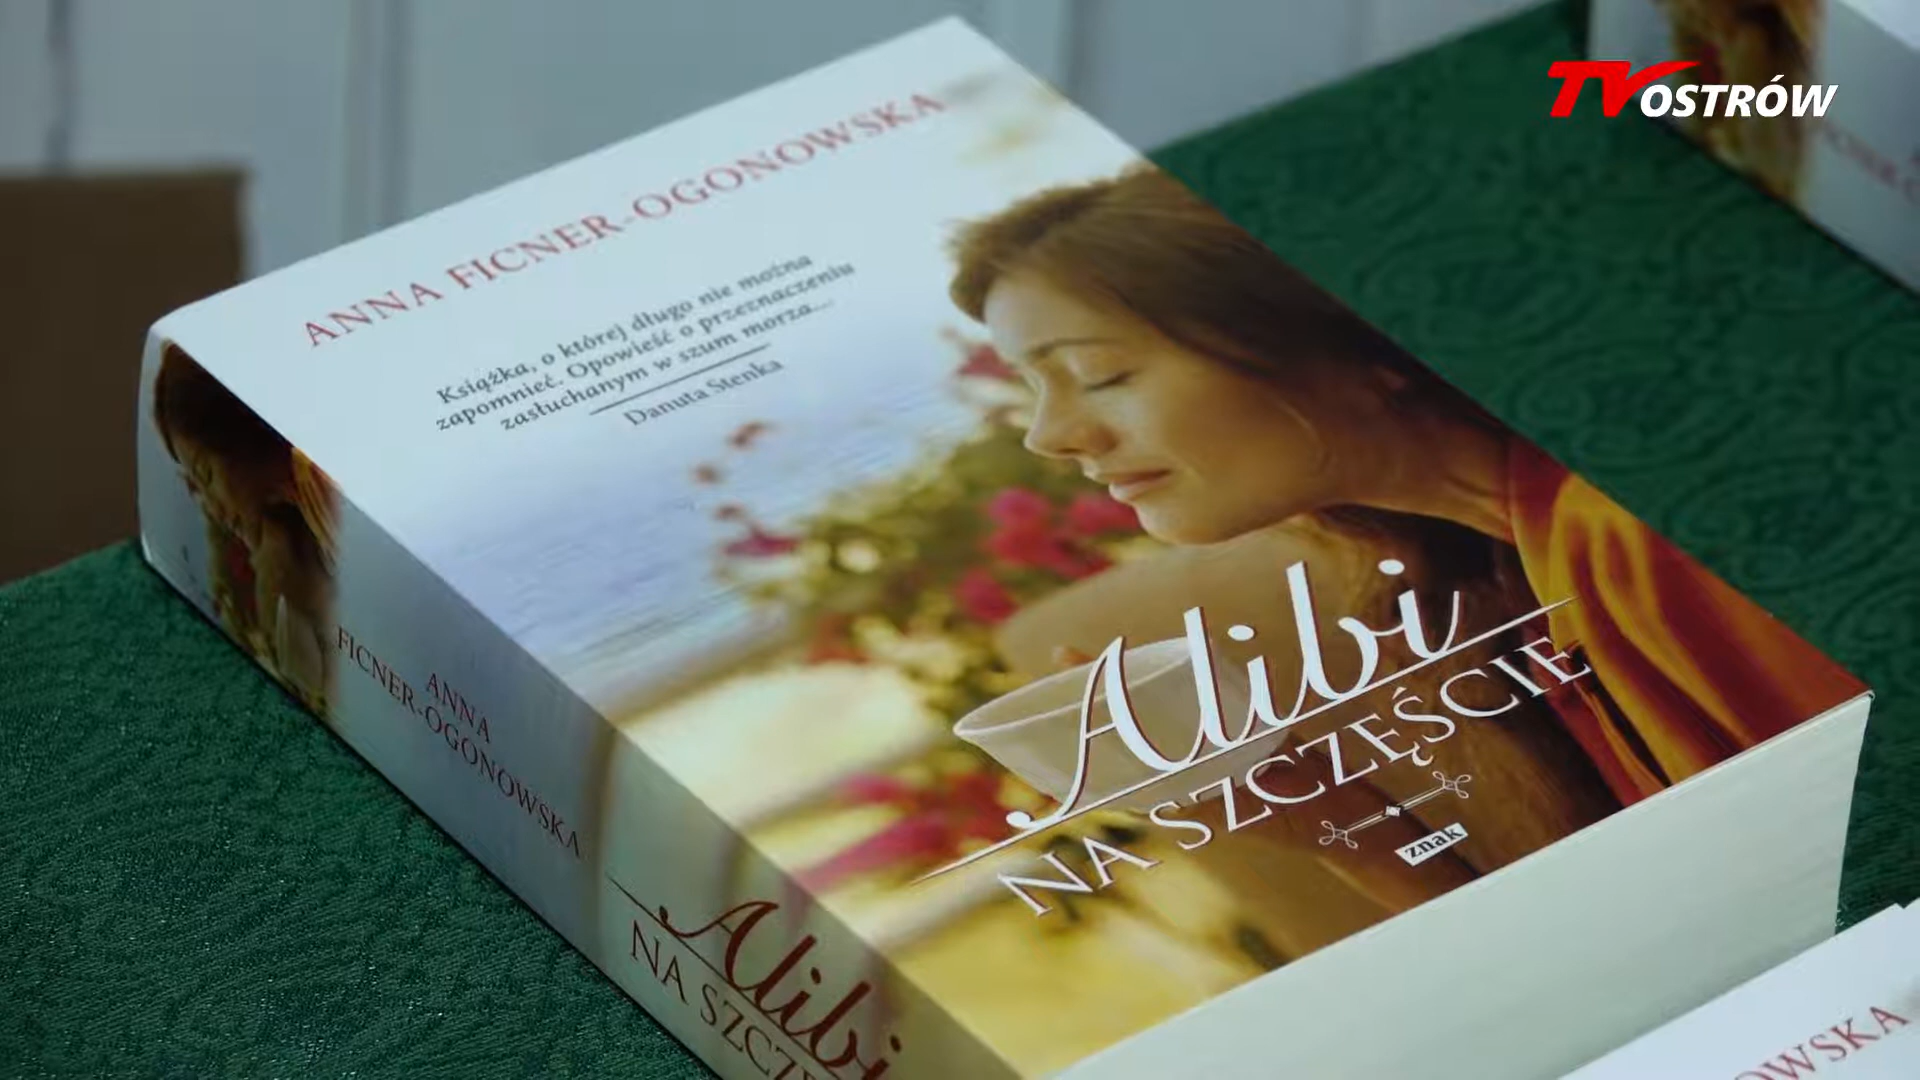 TVOSTRÓW
ANNA FICNER-OGONOWSKA
Książka, o której długo nie można
zapomnieć. Opowieść o przeznaczeniu
zasłuchanym w szum morza...
Danuta Stenka
Alibi
NA SZCZĘŚCIE
znak
ANNA
FICNER-OGONOWSKA
Alibi
NA SZCZĘ
OWSKA